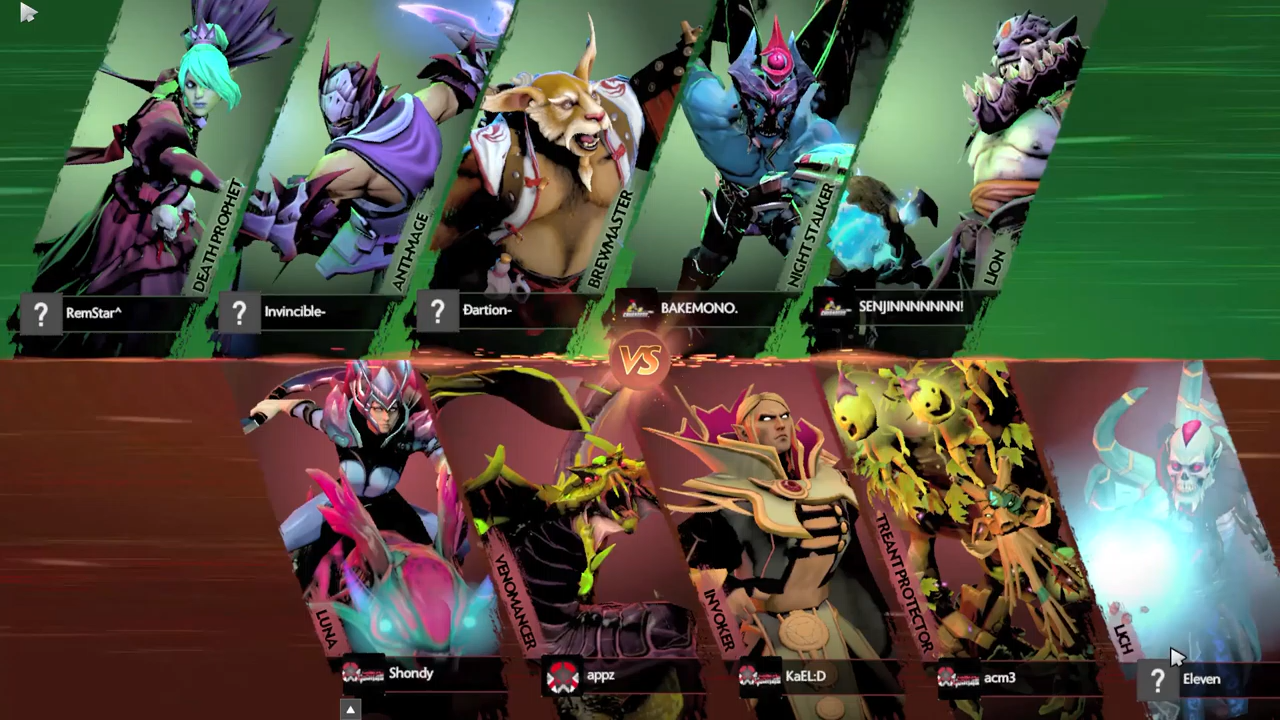 DEATH PROPHET
ANTI-MAGE
BREWMASTER
NIGHT STALKER
LION
? RemStar^
? Invincible-
? Đartion-
BAKEMONO.
SENJINNNNNNN!
VS
LUNA
VENOMANCER
INVOKER
TREANT PROTECTOR
LICH
Shondy
appz
KaEL:D
acm3
? Eleven